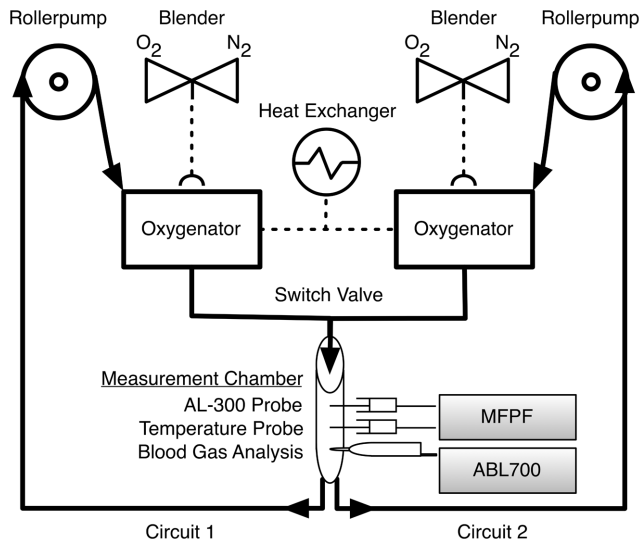 Rollerpump
Blender
Blender
Rollerpump
O2
N2
O2
N2
Heat Exchanger
Oxygenator
Oxygenator
Switch Valve
Measurement Chamber
AL-300 Probe
Temperature Probe
Blood Gas Analysis
MFPF
ABL700
Circuit 1
Circuit 2